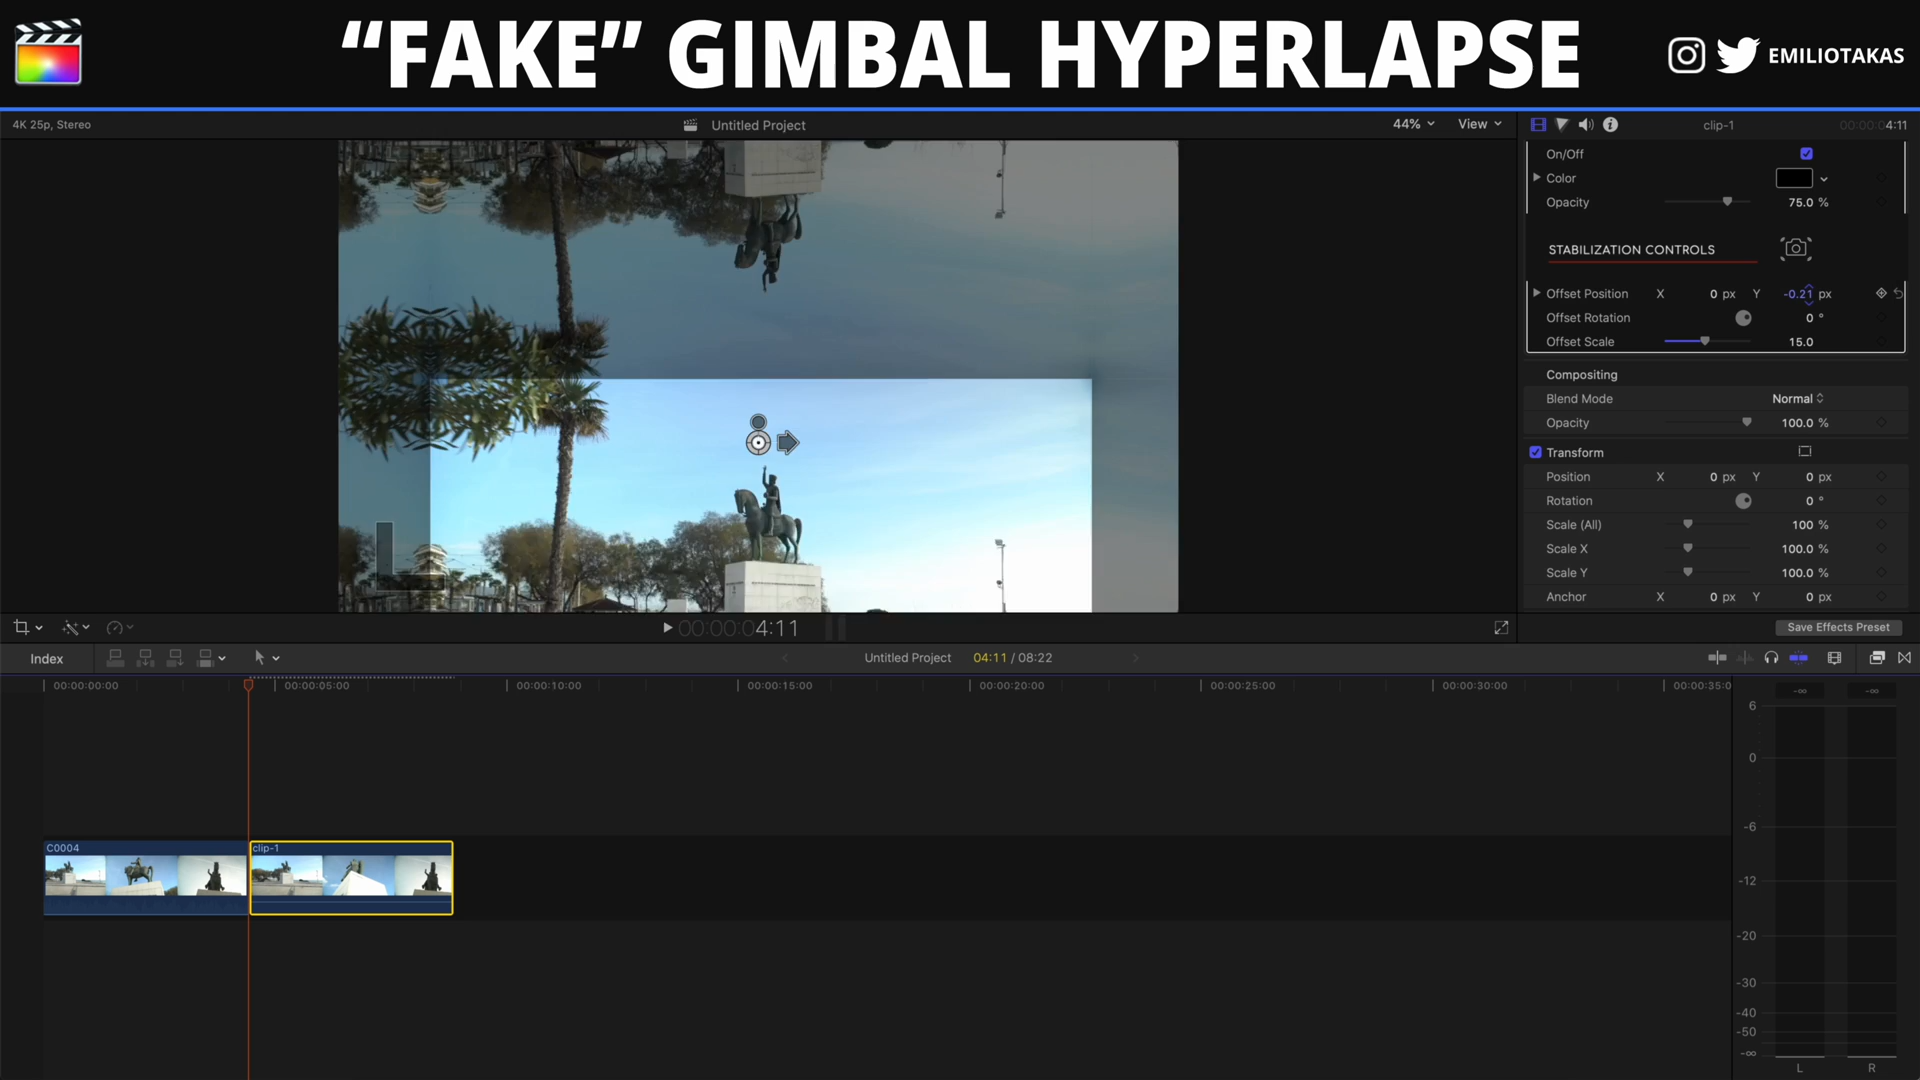 “FAKE” GIMBAL HYPERLAPSE
EMILIOTAKAS
4K 25p, Stereo
Untitled Project
44%
View
clip-1
00:00:04:11
On/Off
Color
Opacity
75.0 %
STABILIZATION CONTROLS
Offset Position X 0 px Y -0.21 px
Offset Rotation 0 °
Offset Scale 15.0
Compositing
Blend Mode Normal
Opacity 100.0 %
Transform
Position X 0 px Y 0 px
Rotation 0 °
Scale (All) 100 %
Scale X 100.0 %
Scale Y 100.0 %
Anchor X 0 px Y 0 px
00:00:04:11
Save Effects Preset
Index
Untitled Project
04:11 / 08:22
00:00:00:00
00:00:05:00
00:00:10:00
00:00:15:00
00:00:20:00
00:00:25:00
00:00:30:00
00:00:35:0
-∞ -∞
6
0
-6
-12
-20
-30
-40
-50
-∞
L R
C0004
clip-1